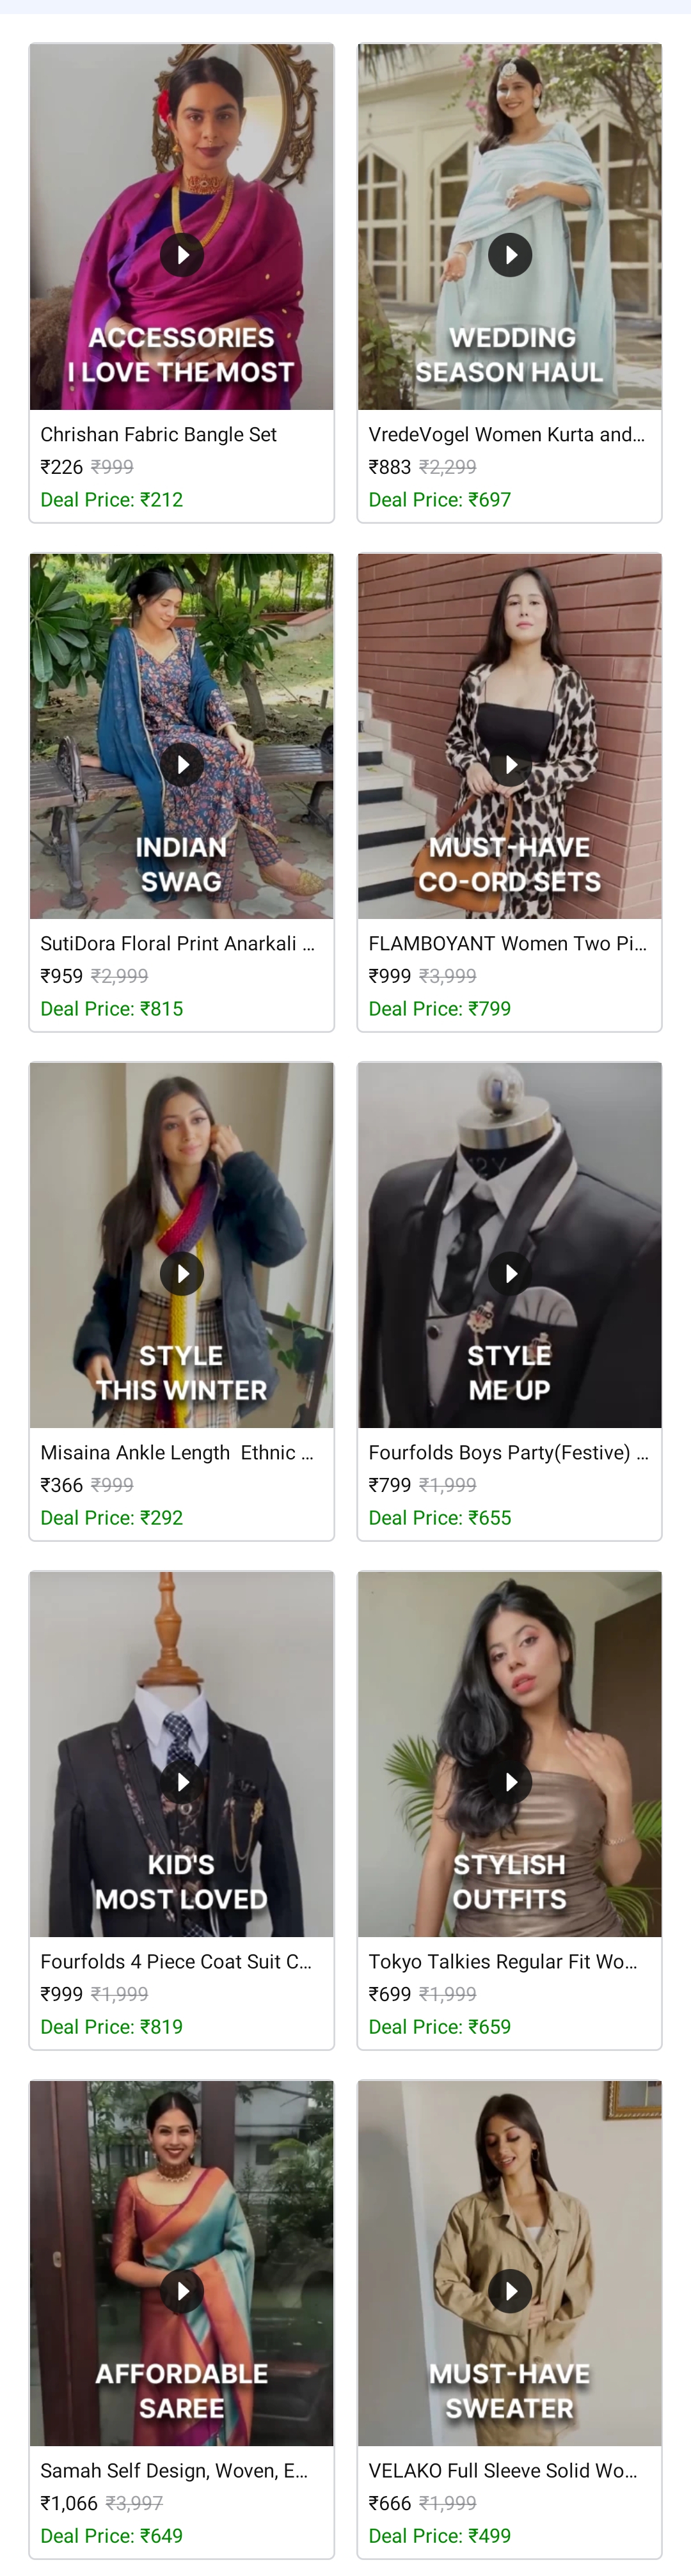 ACCESSORIES
I LOVE THE MOST
Chrishan Fabric Bangle Set
₹226 ₹999
Deal Price: ₹212
WEDDING
SEASON HAUL
VredeVogel Women Kurta and...
₹883 ₹2,299
Deal Price: ₹697
INDIAN
SWAG
SutiDora Floral Print Anarkali ...
₹959 ₹2,999
Deal Price: ₹815
MUST-HAVE
CO-ORD SETS
FLAMBOYANT Women Two Pi...
₹999 ₹3,999
Deal Price: ₹799
STYLE
THIS WINTER
Misaina Ankle Length  Ethnic ...
₹366 ₹999
Deal Price: ₹292
STYLE
ME UP
Fourfolds Boys Party(Festive) ...
₹799 ₹1,999
Deal Price: ₹655
KID'S
MOST LOVED
Fourfolds 4 Piece Coat Suit C...
₹999 ₹1,999
Deal Price: ₹819
STYLISH
OUTFITS
Tokyo Talkies Regular Fit Wo...
₹699 ₹1,999
Deal Price: ₹659
AFFORDABLE
SAREE
Samah Self Design, Woven, E...
₹1,066 ₹3,997
Deal Price: ₹649
MUST-HAVE
SWEATER
VELAKO Full Sleeve Solid Wo...
₹666 ₹1,999
Deal Price: ₹499